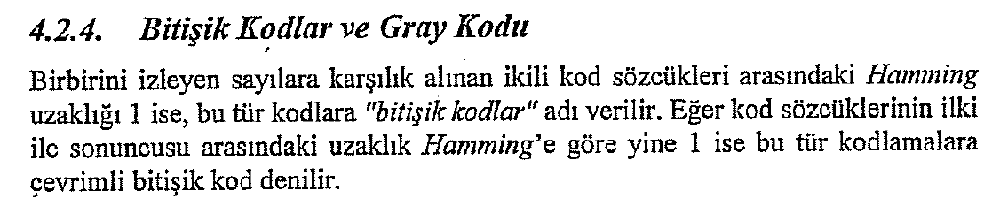 4.2.4. Bitişik Kodlar ve Gray Kodu
Birbirini izleyen sayılara karşılık alınan ikili kod sözcükleri arasındaki Hamming
uzaklığı 1 ise, bu tür kodlara "bitişik kodlar" adı verilir. Eğer kod sözcüklerinin ilki
ile sonuncusu arasındaki uzaklık Hamming'e göre yine 1 ise bu tür kodlamalara
çevrimli bitişik kod denilir.